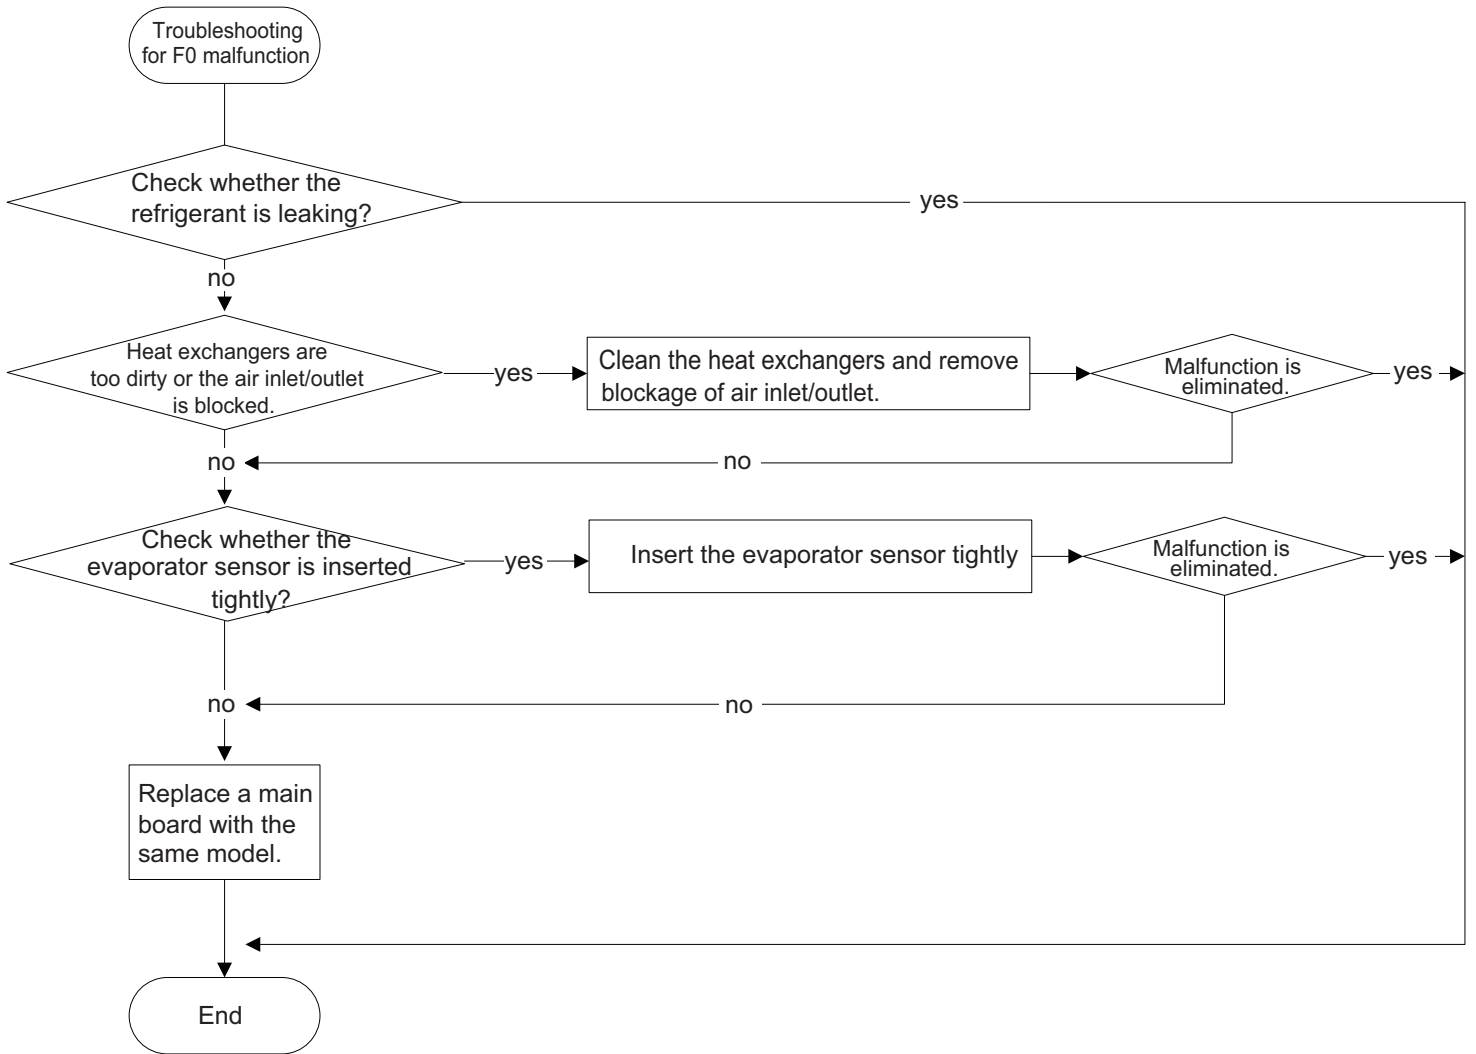 Troubleshooting
for F0 malfunction
Check whether the
refrigerant is leaking?
yes
no
Heat exchangers are
too dirty or the air inlet/outlet
is blocked.
yes
Clean the heat exchangers and remove
blockage of air inlet/outlet.
Malfunction is
eliminated.
yes
no
no
Check whether the
evaporator sensor is inserted
tightly?
yes
Insert the evaporator sensor tightly
Malfunction is
eliminated.
yes
no
no
Replace a main
board with the
same model.
End